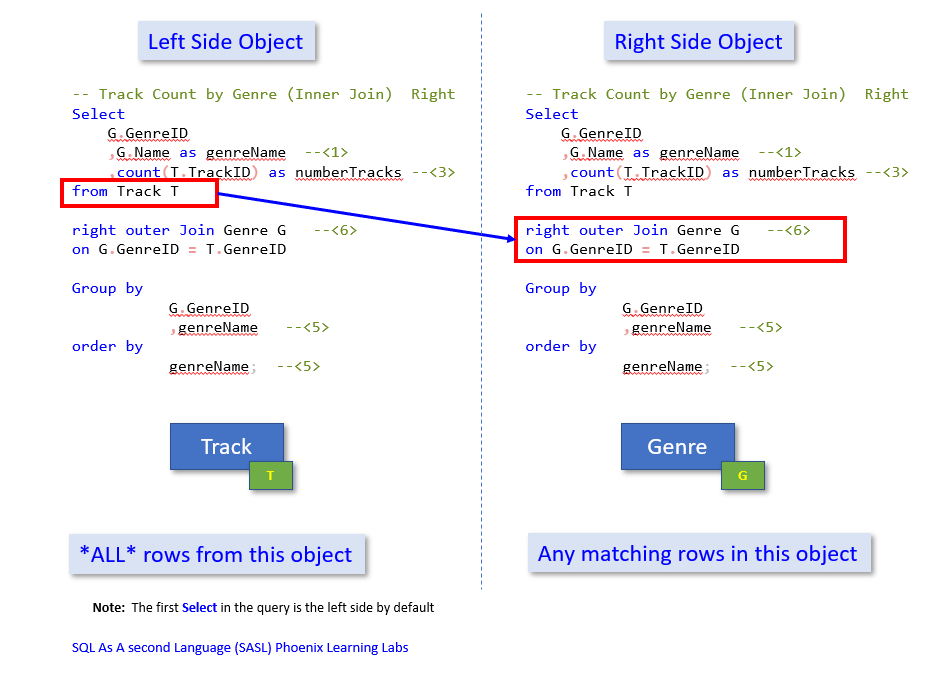 Left Side Object
-- Track Count by Genre (Inner Join)  Right
Select
G.GenreID
,G.Name as genreName  --<1>
,count(T.TrackID) as numberTracks --<3>
from Track T
right outer Join Genre G   --<6>
on G.GenreID = T.GenreID
Group by
G.GenreID
,genreName   --<5>
order by
genreName;  --<5>
Track
T
*ALL* rows from this object
Right Side Object
-- Track Count by Genre (Inner Join)  Right
Select
G.GenreID
,G.Name as genreName  --<1>
,count(T.TrackID) as numberTracks --<3>
from Track T
right outer Join Genre G   --<6>
on G.GenreID = T.GenreID
Group by
G.GenreID
,genreName   --<5>
order by
genreName;  --<5>
Genre
G
Any matching rows in this object
Note:  The first Select in the query is the left side by default
SQL As A second Language (SASL) Phoenix Learning Labs